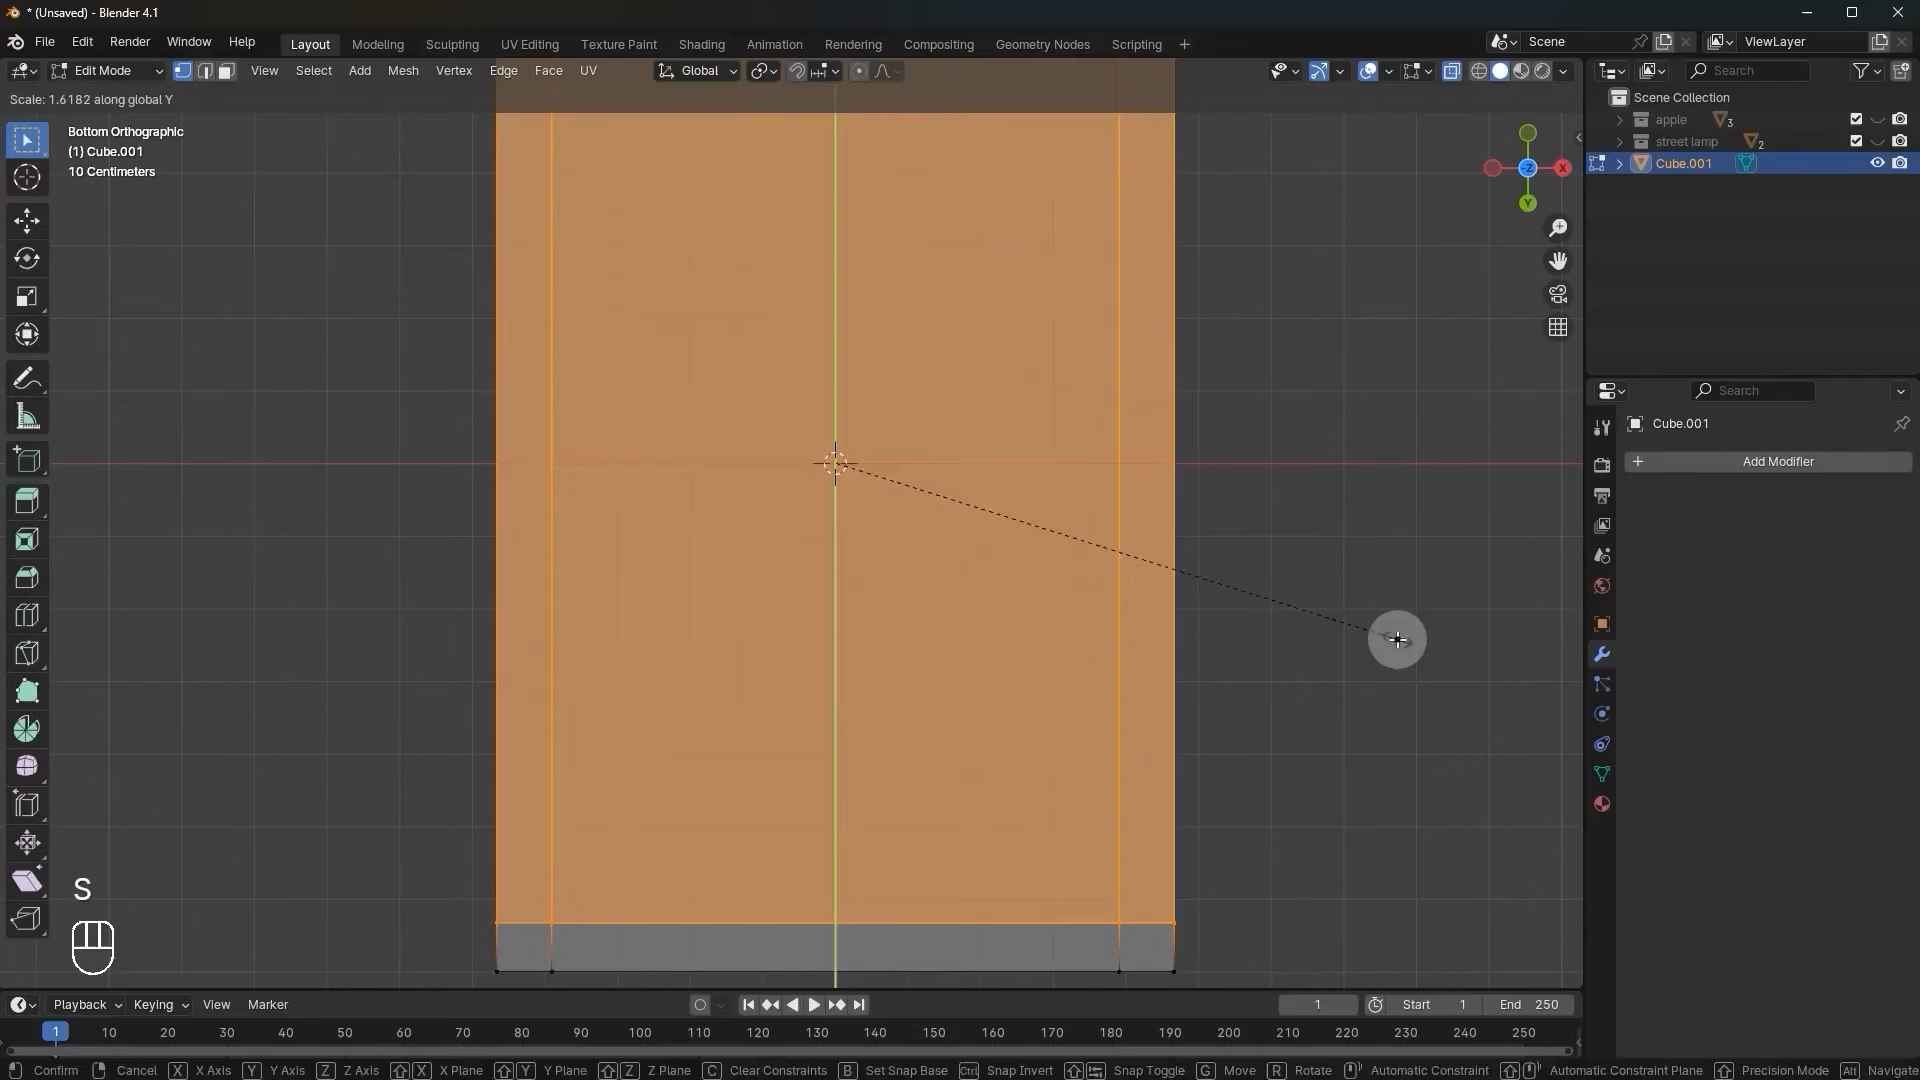 * (Unsaved) - Blender 4.1
File Edit Render Window Help Layout Modeling Sculpting UV Editing Texture Paint Shading Animation Rendering Compositing Geometry Nodes Scripting + Scene ViewLayer
Edit Mode View Select Add Mesh Vertex Edge Face UV Global Search
Scale: 1.6182 along global Y
Scene Collection
apple 3
street lamp 2
Cube.001
Bottom Orthographic
(1) Cube.001
10 Centimeters
Z X
Y
Search
Cube.001
+ Add Modifier
S
Playback Keying View Marker 1 Start 1 End 250
1 10 20 30 40 50 60 70 80 90 100 110 120 130 140 150 160 170 180 190 200 210 220 230 240 250
Confirm Cancel X X Axis Y Y Axis Z Z Axis X X Plane Y Y Plane Z Z Plane C Clear Constraints B Set Snap Base Ctrl Snap Invert Snap Toggle G Move R Rotate Automatic Constraint Automatic Constraint Plane Precision Mode Alt Navigate